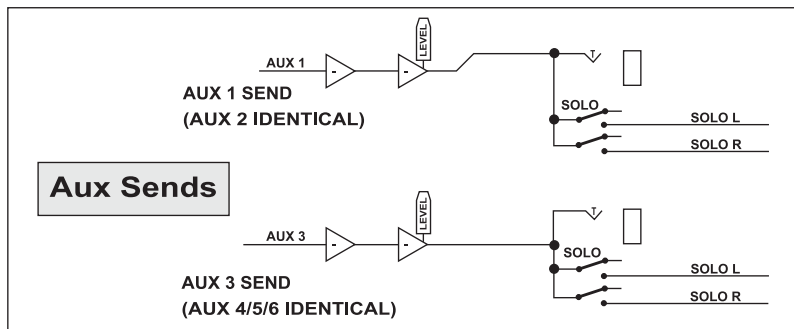 LEVEL
AUX 1
T
-
-
AUX 1 SEND
(AUX 2 IDENTICAL)
SOLO
SOLO L
SOLO R
Aux Sends
LEVEL
AUX 3
T
-
-
AUX 3 SEND
(AUX 4/5/6 IDENTICAL)
SOLO
SOLO L
SOLO R